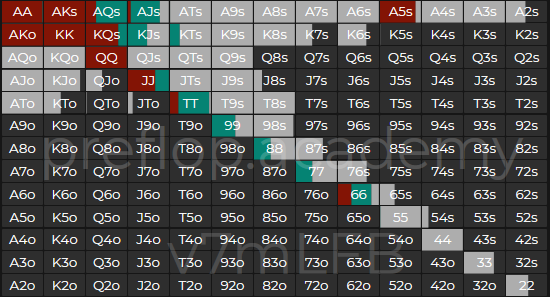 AA AKs AQs AJs ATs A9s A8s A7s A6s A5s A4s A3s A2s
AKo KK KQs KJs KTs K9s K8s K7s K6s K5s K4s K3s K2s
AQo KQo QQ QJs QTs Q9s Q8s Q7s Q6s Q5s Q4s Q3s Q2s
AJo KJo QJo JJ JTs J9s J8s J7s J6s J5s J4s J3s J2s
ATo KTo QTo JTo TT T9s T8s T7s T6s T5s T4s T3s T2s
A9o K9o Q9o J9o T9o 99 98s 97s 96s 95s 94s 93s 92s
A8o K8o Q8o J8o T8o 98o 88 87s 86s 85s 84s 83s 82s
preflop.academy
A7o K7o Q7o J7o T7o 97o 87o 77 76s 75s 74s 73s 72s
A6o K6o Q6o J6o T6o 96o 86o 76o 66 65s 64s 63s 62s
A5o K5o Q5o J5o T5o 95o 85o 75o 65o 55 54s 53s 52s
A4o K4o Q4o J4o T4o 94o 84o 74o 64o 54o 44 43s 42s
v7mLFB
A3o K3o Q3o J3o T3o 93o 83o 73o 63o 53o 43o 33 32s
A2o K2o Q2o J2o T2o 92o 82o 72o 62o 52o 42o 32o 22